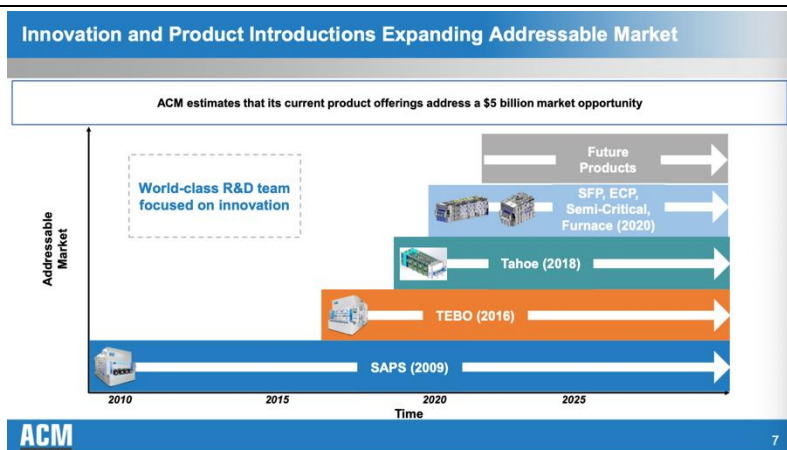 Innovation and Product Introductions Expanding Addressable Market
ACM estimates that its current product offerings address a $5 billion market opportunity
World-class R&D team
focused on innovation
Addressable
Market
Future
Products
SFP, ECP,
Semi-Critical,
Furnace (2020)
Tahoe (2018)
TEBO (2016)
SAPS (2009)
2010
2015
2020
2025
Time
ACM
7